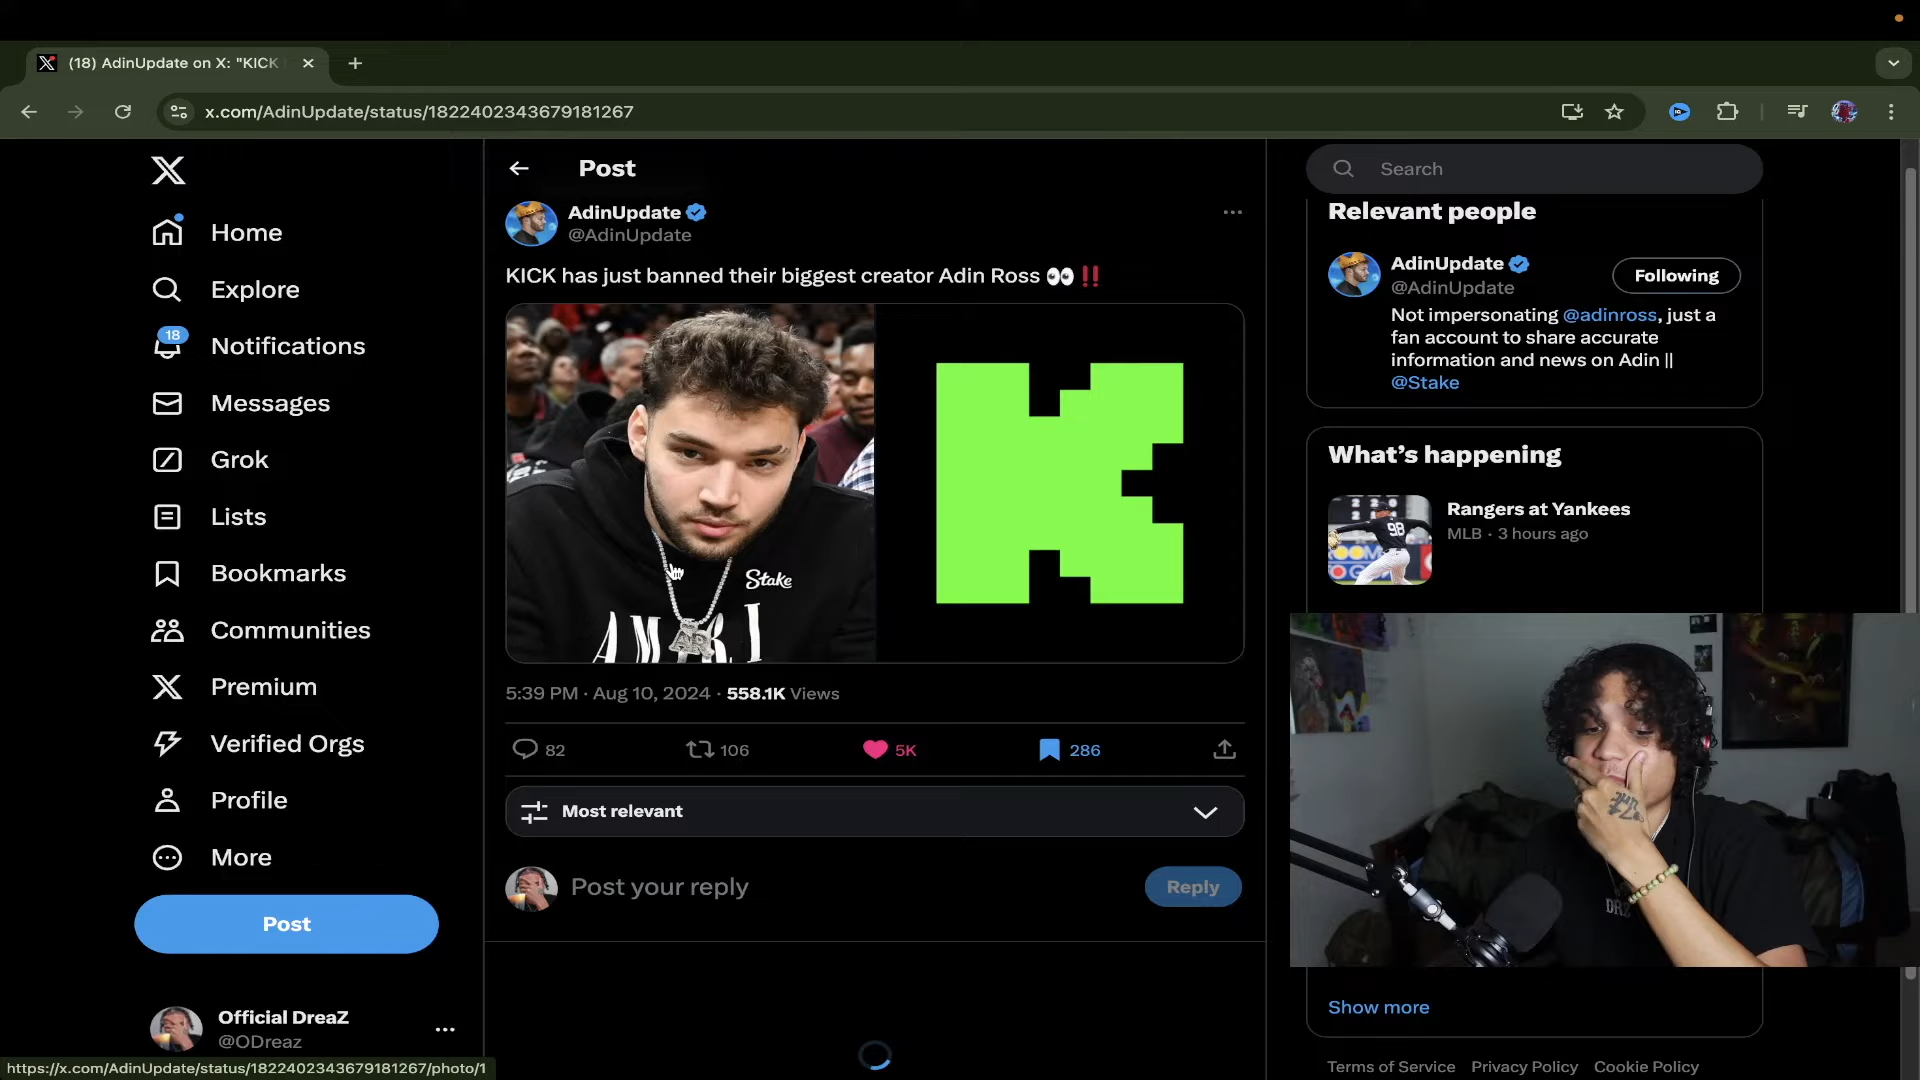 (18) AdinUpdate on X: "KICK
x.com/AdinUpdate/status/1822402343679181267
Home
Explore
18
Notifications
Messages
Grok
Lists
Bookmarks
Communities
Premium
Verified Orgs
Profile
More
Post
Official DreaZ
@ODreaz
https://x.com/AdinUpdate/status/1822402343679181267/photo/1
Post
AdinUpdate
@AdinUpdate
KICK has just banned their biggest creator Adin Ross 👀 ‼️
Stake
AMIRI
AR
5:39 PM · Aug 10, 2024 · 558.1K Views
82
106
5K
286
Most relevant
Post your reply
Reply
Search
Relevant people
AdinUpdate
@AdinUpdate
Following
Not impersonating @adinross, just a
fan account to share accurate
information and news on Adin ||
@Stake
What's happening
Rangers at Yankees
MLB · 3 hours ago
98
Show more
Terms of Service Privacy Policy Cookie Policy